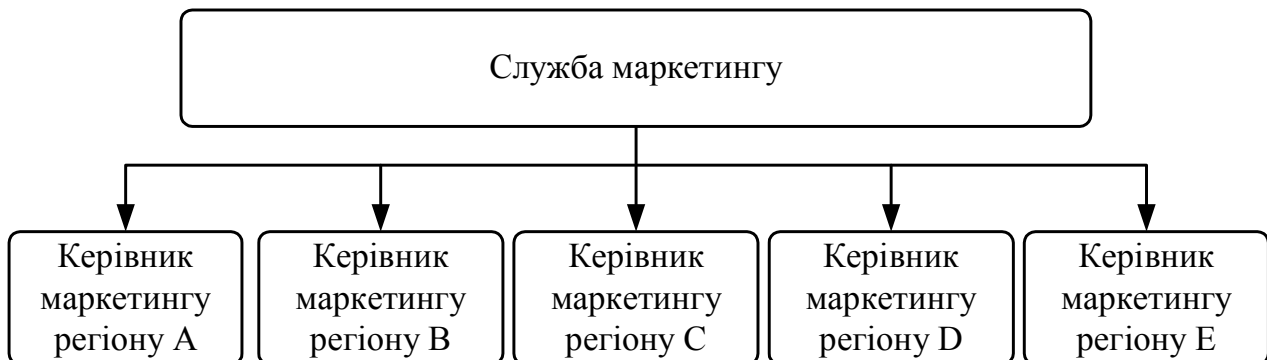 Служба маркетингу
Керівник
маркетингу
регіону A
Керівник
маркетингу
регіону B
Керівник
маркетингу
регіону C
Керівник
маркетингу
регіону D
Керівник
маркетингу
регіону E